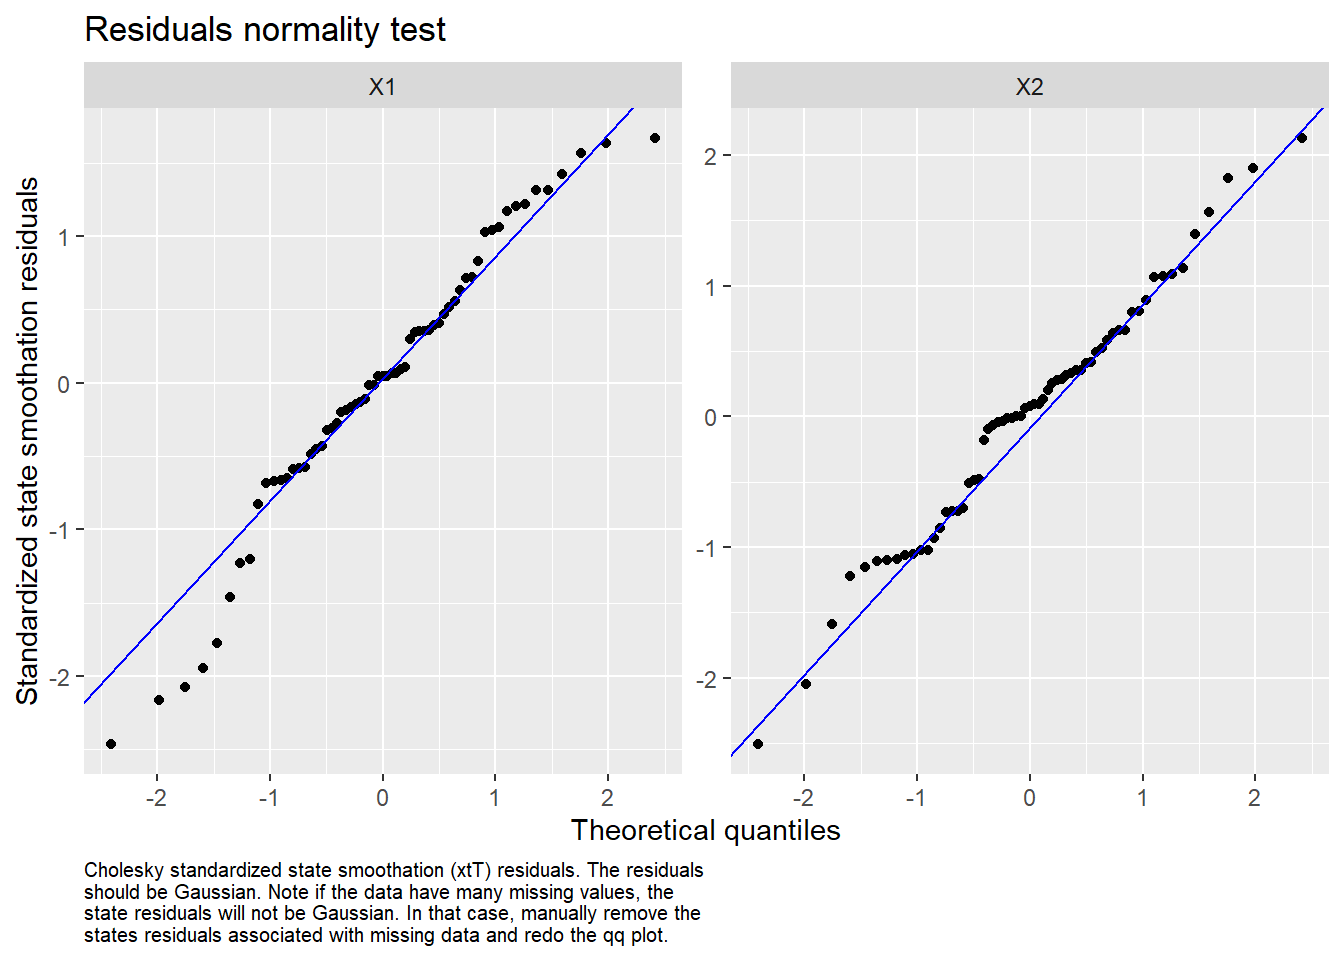 Residuals normality test
X1
X2
Standardized state smoothation residuals
1
0
-1
-2
2
1
0
-1
-2
-2
-1
0
1
2
-2
-1
0
1
2
Theoretical quantiles
Cholesky standardized state smoothation (xtT) residuals. The residuals
should be Gaussian. Note if the data have many missing values, the
state residuals will not be Gaussian. In that case, manually remove the
states residuals associated with missing data and redo the qq plot.